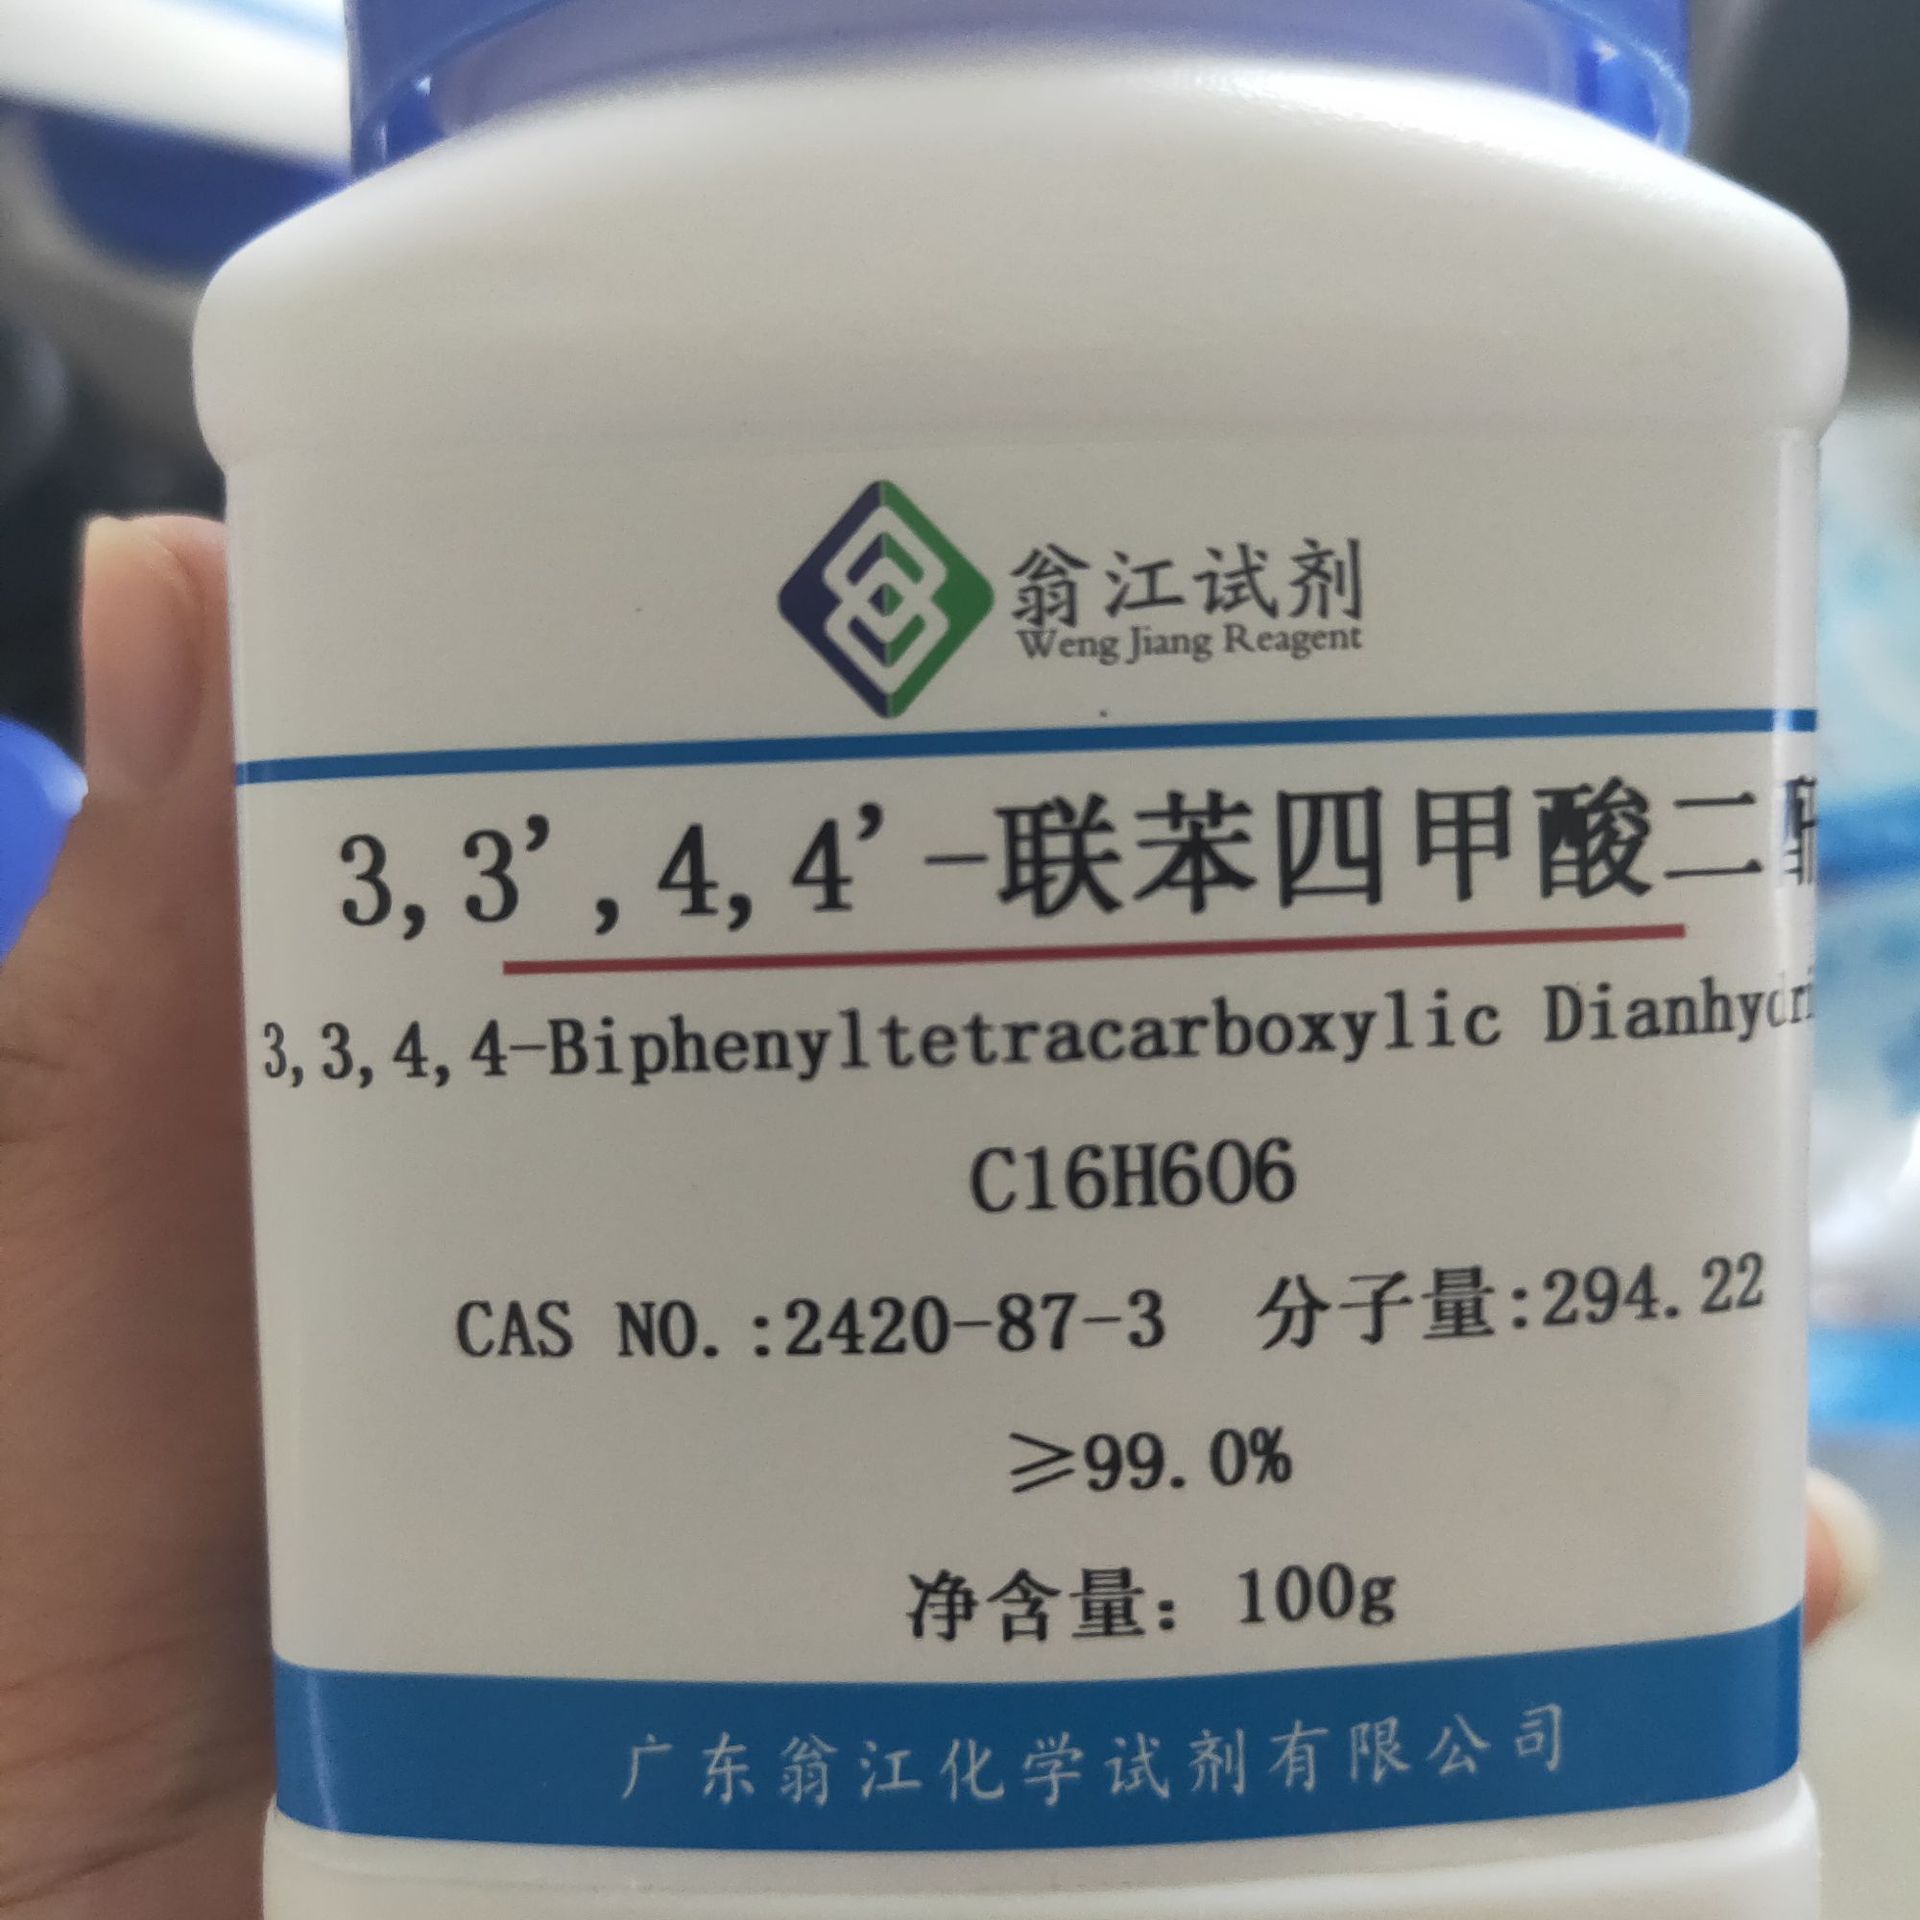 翁江试剂
Weng Jiang Reagent
3,3',4,4'-联苯四甲酸二
3,3,4,4-Biphenyltetracarboxylic Dianhydri
C16H6O6
CAS NO.:2420-87-3 分子量:294.22
≥99.0%
净含量：100g
广东翁江化学试剂有限公司